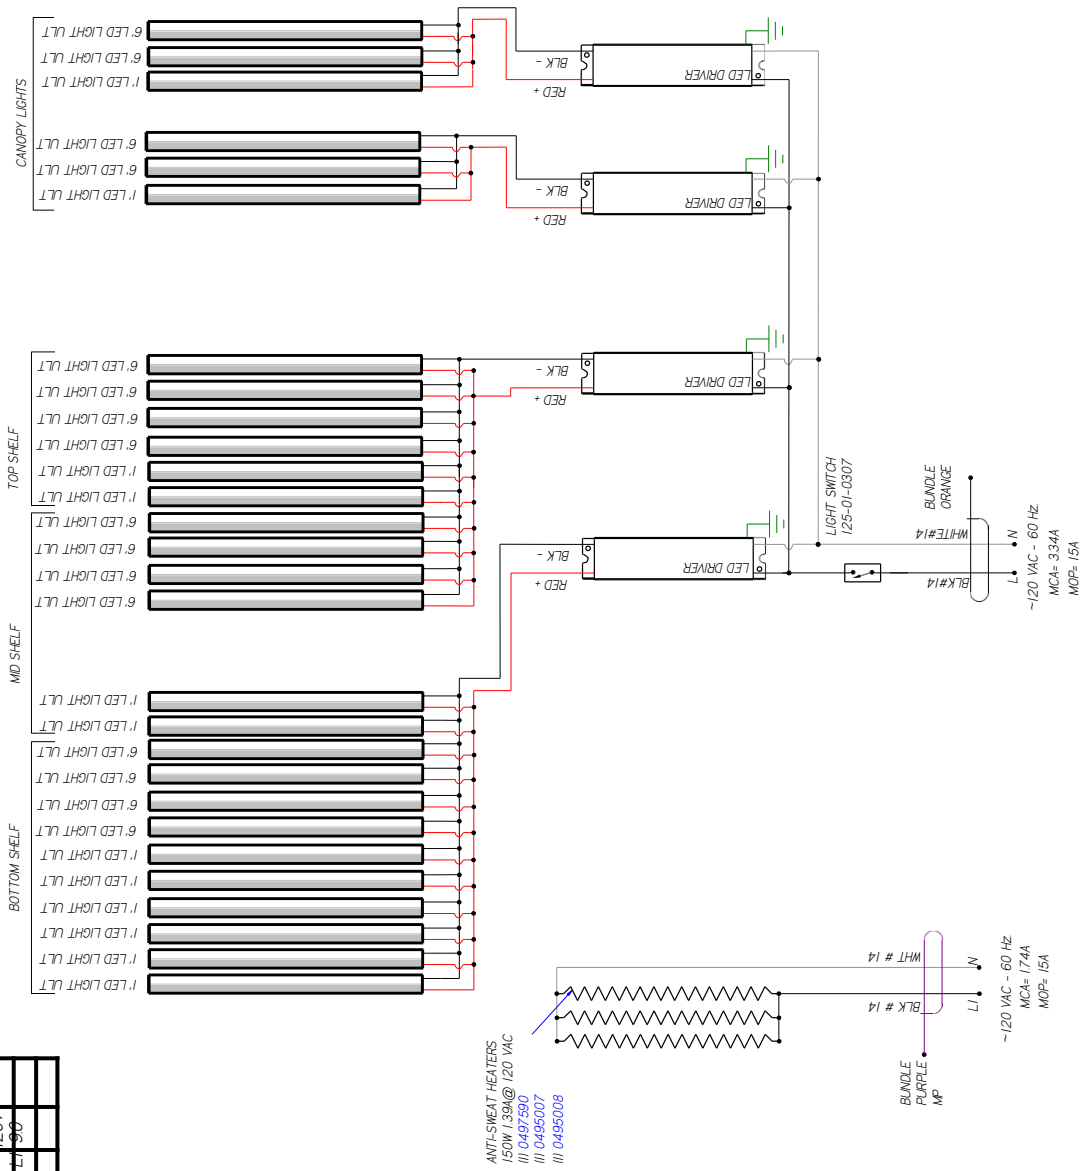 CANOPY LIGHTS
6' LED LIGHT ULT
6' LED LIGHT ULT
1' LED LIGHT ULT
6' LED LIGHT ULT
6' LED LIGHT ULT
1' LED LIGHT ULT
BLK -
RED +
LED DRIVER
BLK -
RED +
LED DRIVER
TOP SHELF
6' LED LIGHT ULT
6' LED LIGHT ULT
6' LED LIGHT ULT
6' LED LIGHT ULT
1' LED LIGHT ULT
1' LED LIGHT ULT
BLK -
RED +
LED DRIVER
MID SHELF
6' LED LIGHT ULT
6' LED LIGHT ULT
6' LED LIGHT ULT
6' LED LIGHT ULT
1' LED LIGHT ULT
1' LED LIGHT ULT
BLK -
RED +
LED DRIVER
LIGHT SWITCH
125-01-0307
BUNDLE
ORANGE
WHITE#14
BLK#14
N
L
~120 VAC - 60 Hz
MCA= 3.34A
MOP= 15A
BOTTOM SHELF
6' LED LIGHT ULT
6' LED LIGHT ULT
6' LED LIGHT ULT
6' LED LIGHT ULT
1' LED LIGHT ULT
1' LED LIGHT ULT
1' LED LIGHT ULT
1' LED LIGHT ULT
1' LED LIGHT ULT
1' LED LIGHT ULT
ANTI-SWEAT HEATERS
150W 1.39A@ 120 VAC
III 0497590
III 0495007
III 0495008
WHT # 14
BLK # 14
N
L1
~120 VAC - 60 Hz
MCA= 1.74A
MOP= 15A
BUNDLE
PURPLE
MP